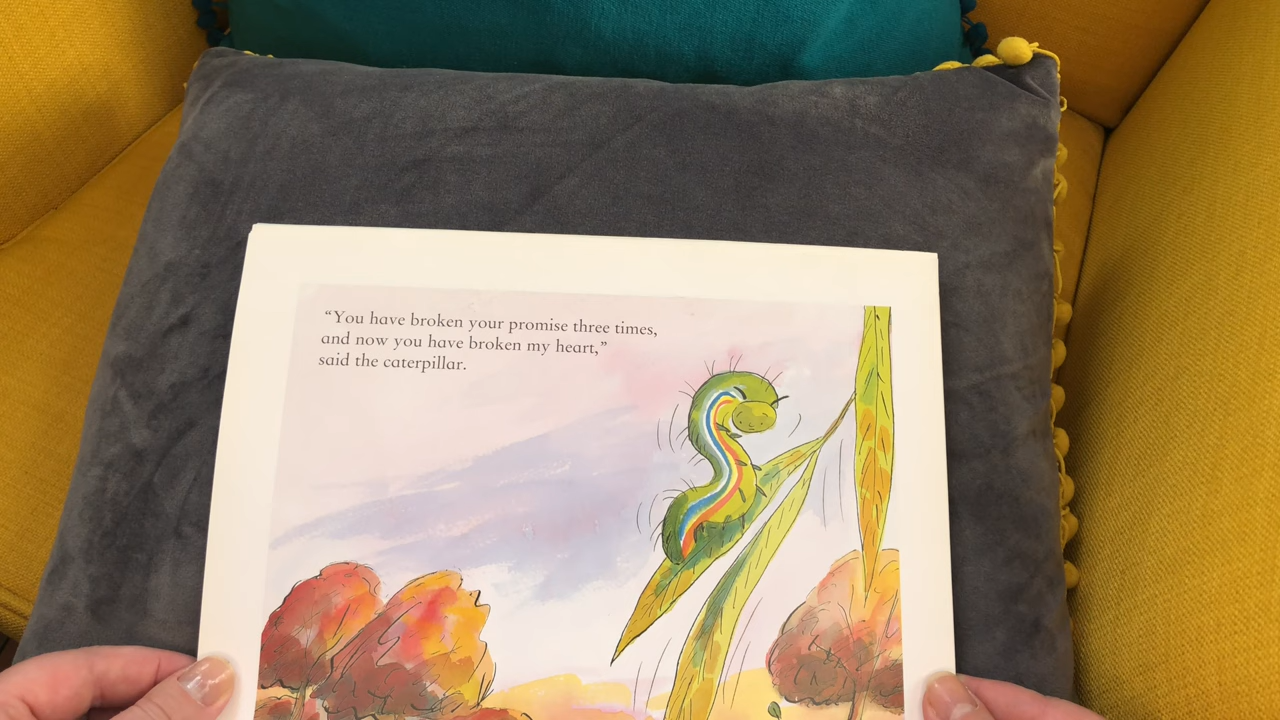 “You have broken your promise three times,
and now you have broken my heart,”
said the caterpillar.